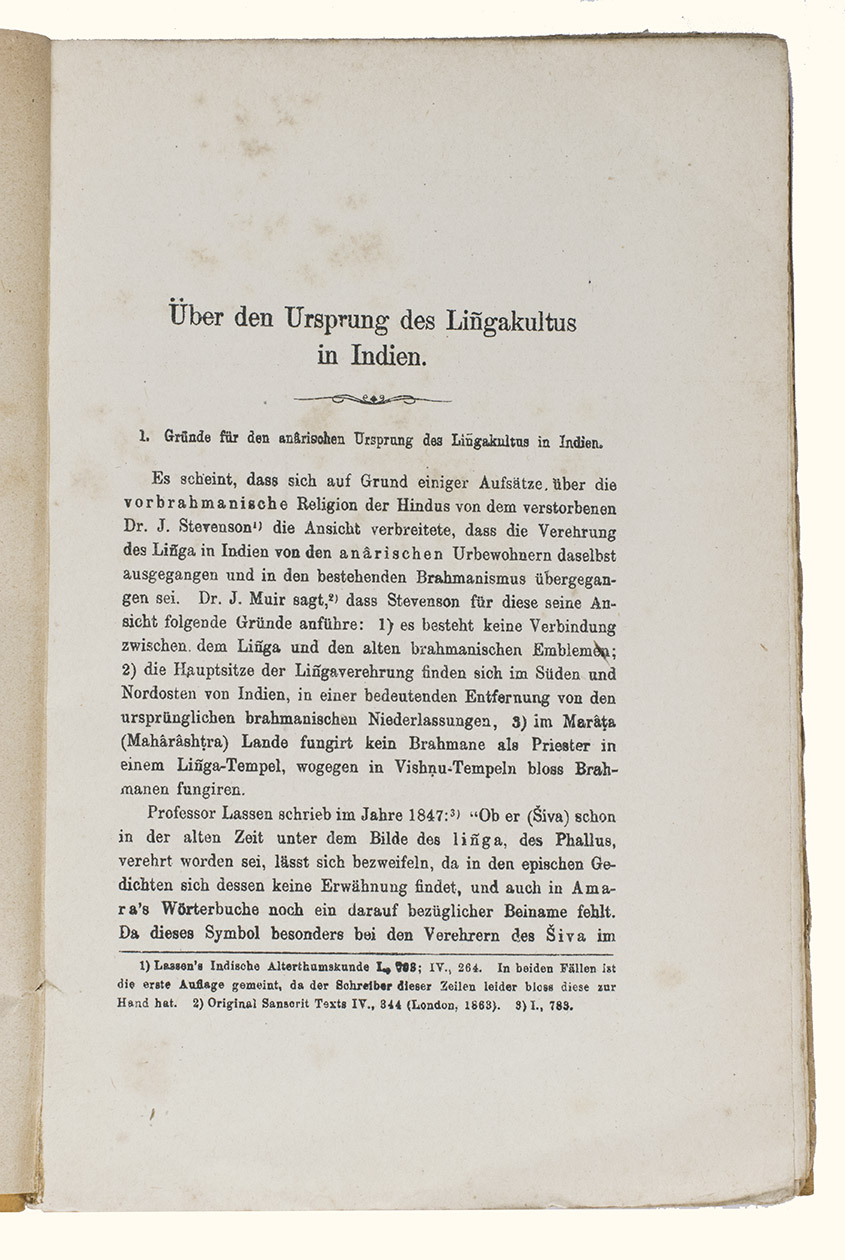 Über den Ursprung des Liñgakultus
in Indien.
1. Gründe für den anârischen Ursprung des Liñgakultus in Indien.
Es scheint, dass sich auf Grund einiger Aufsätze über die
vorbrahmanische Religion der Hindus von dem verstorbenen
Dr. J. Stevenson¹⁾ die Ansicht verbreitete, dass die Verehrung
des Liñga in Indien von den anârischen Urbewohnern daselbst
ausgegangen und in den bestehenden Brahmanismus übergegan-
gen sei. Dr. J. Muir sagt,²⁾ dass Stevenson für diese seine An-
sicht folgende Gründe anführe: 1) es besteht keine Verbindung
zwischen dem Liñga und den alten brahmanischen Emblemen;
2) die Hauptsitze der Liñgaverehrung finden sich im Süden und
Nordosten von Indien, in einer bedeutenden Entfernung von den
ursprünglichen brahmanischen Niederlassungen, 3) im Marâṭa
(Mahârâshṭra) Lande fungirt kein Brahmane als Priester in
einem Liñga-Tempel, wogegen in Vishṇu-Tempeln bloss Brah-
manen fungiren.
Professor Lassen schrieb im Jahre 1847:³⁾ “Ob er (Šiva) schon
in der alten Zeit unter dem Bilde des liñga, des Phallus,
verehrt worden sei, lässt sich bezweifeln, da in den epischen Ge-
dichten sich dessen keine Erwähnung findet, und auch in Ama-
ra's Wörterbuche noch ein darauf bezüglicher Beiname fehlt.
Da dieses Symbol besonders bei den Verehrern des Šiva im
1) Lassen's Indische Alterthumskunde I., ; IV., 264. In beiden Fällen ist
die erste Auflage gemeint, da der Schreiber dieser Zeilen leider bloss diese zur
Hand hat. 2) Original Sanscrit Texts IV., 344 (London, 1863). 3) I., 783.